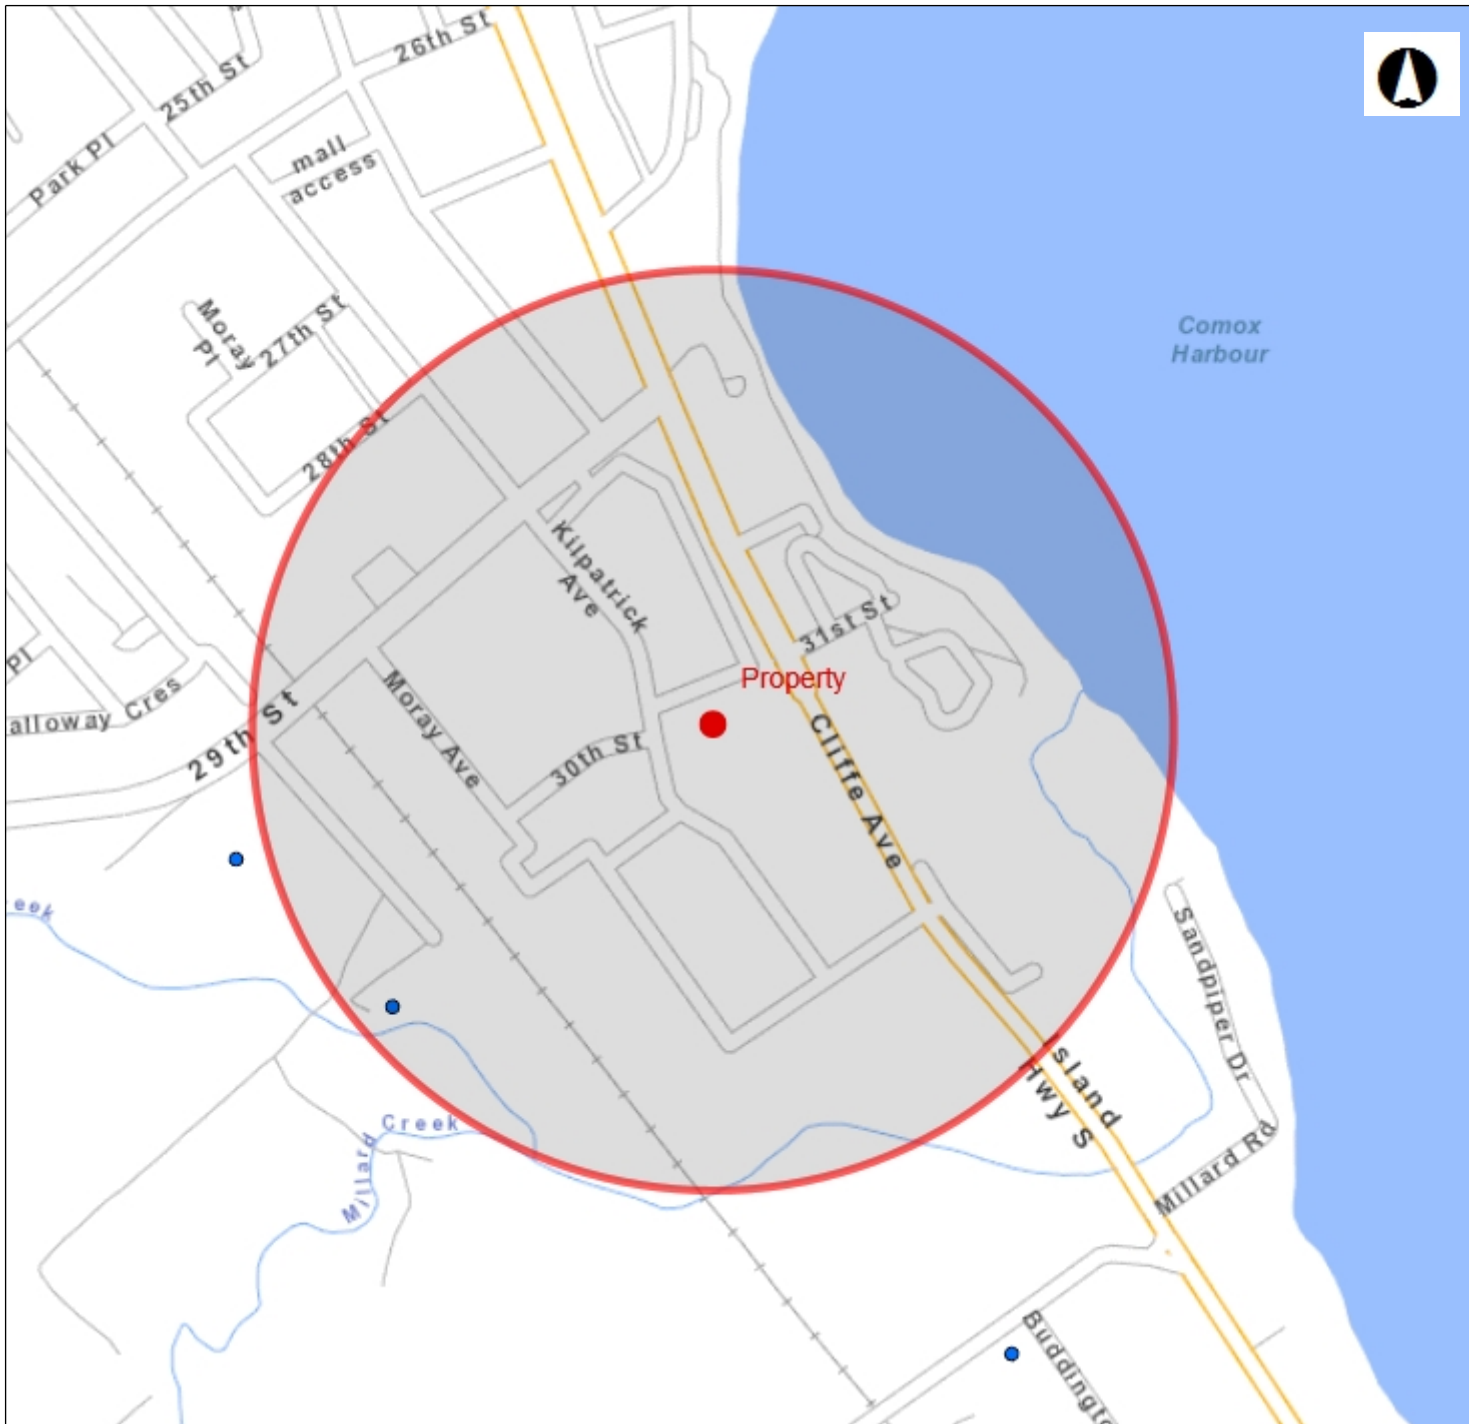 26th St
25th St
mall
access
Park Pl
Moray
Pl
27th St
Comox
Harbour
28th St
Kilpatrick
Ave
31st St
Pl
Property
alloway Cres
29th St
Moray Ave
30th St
Cliffe Ave
eek
Sandpiper Dr
Island
Hwy S
Millard Creek
Millard Rd
Buddingto